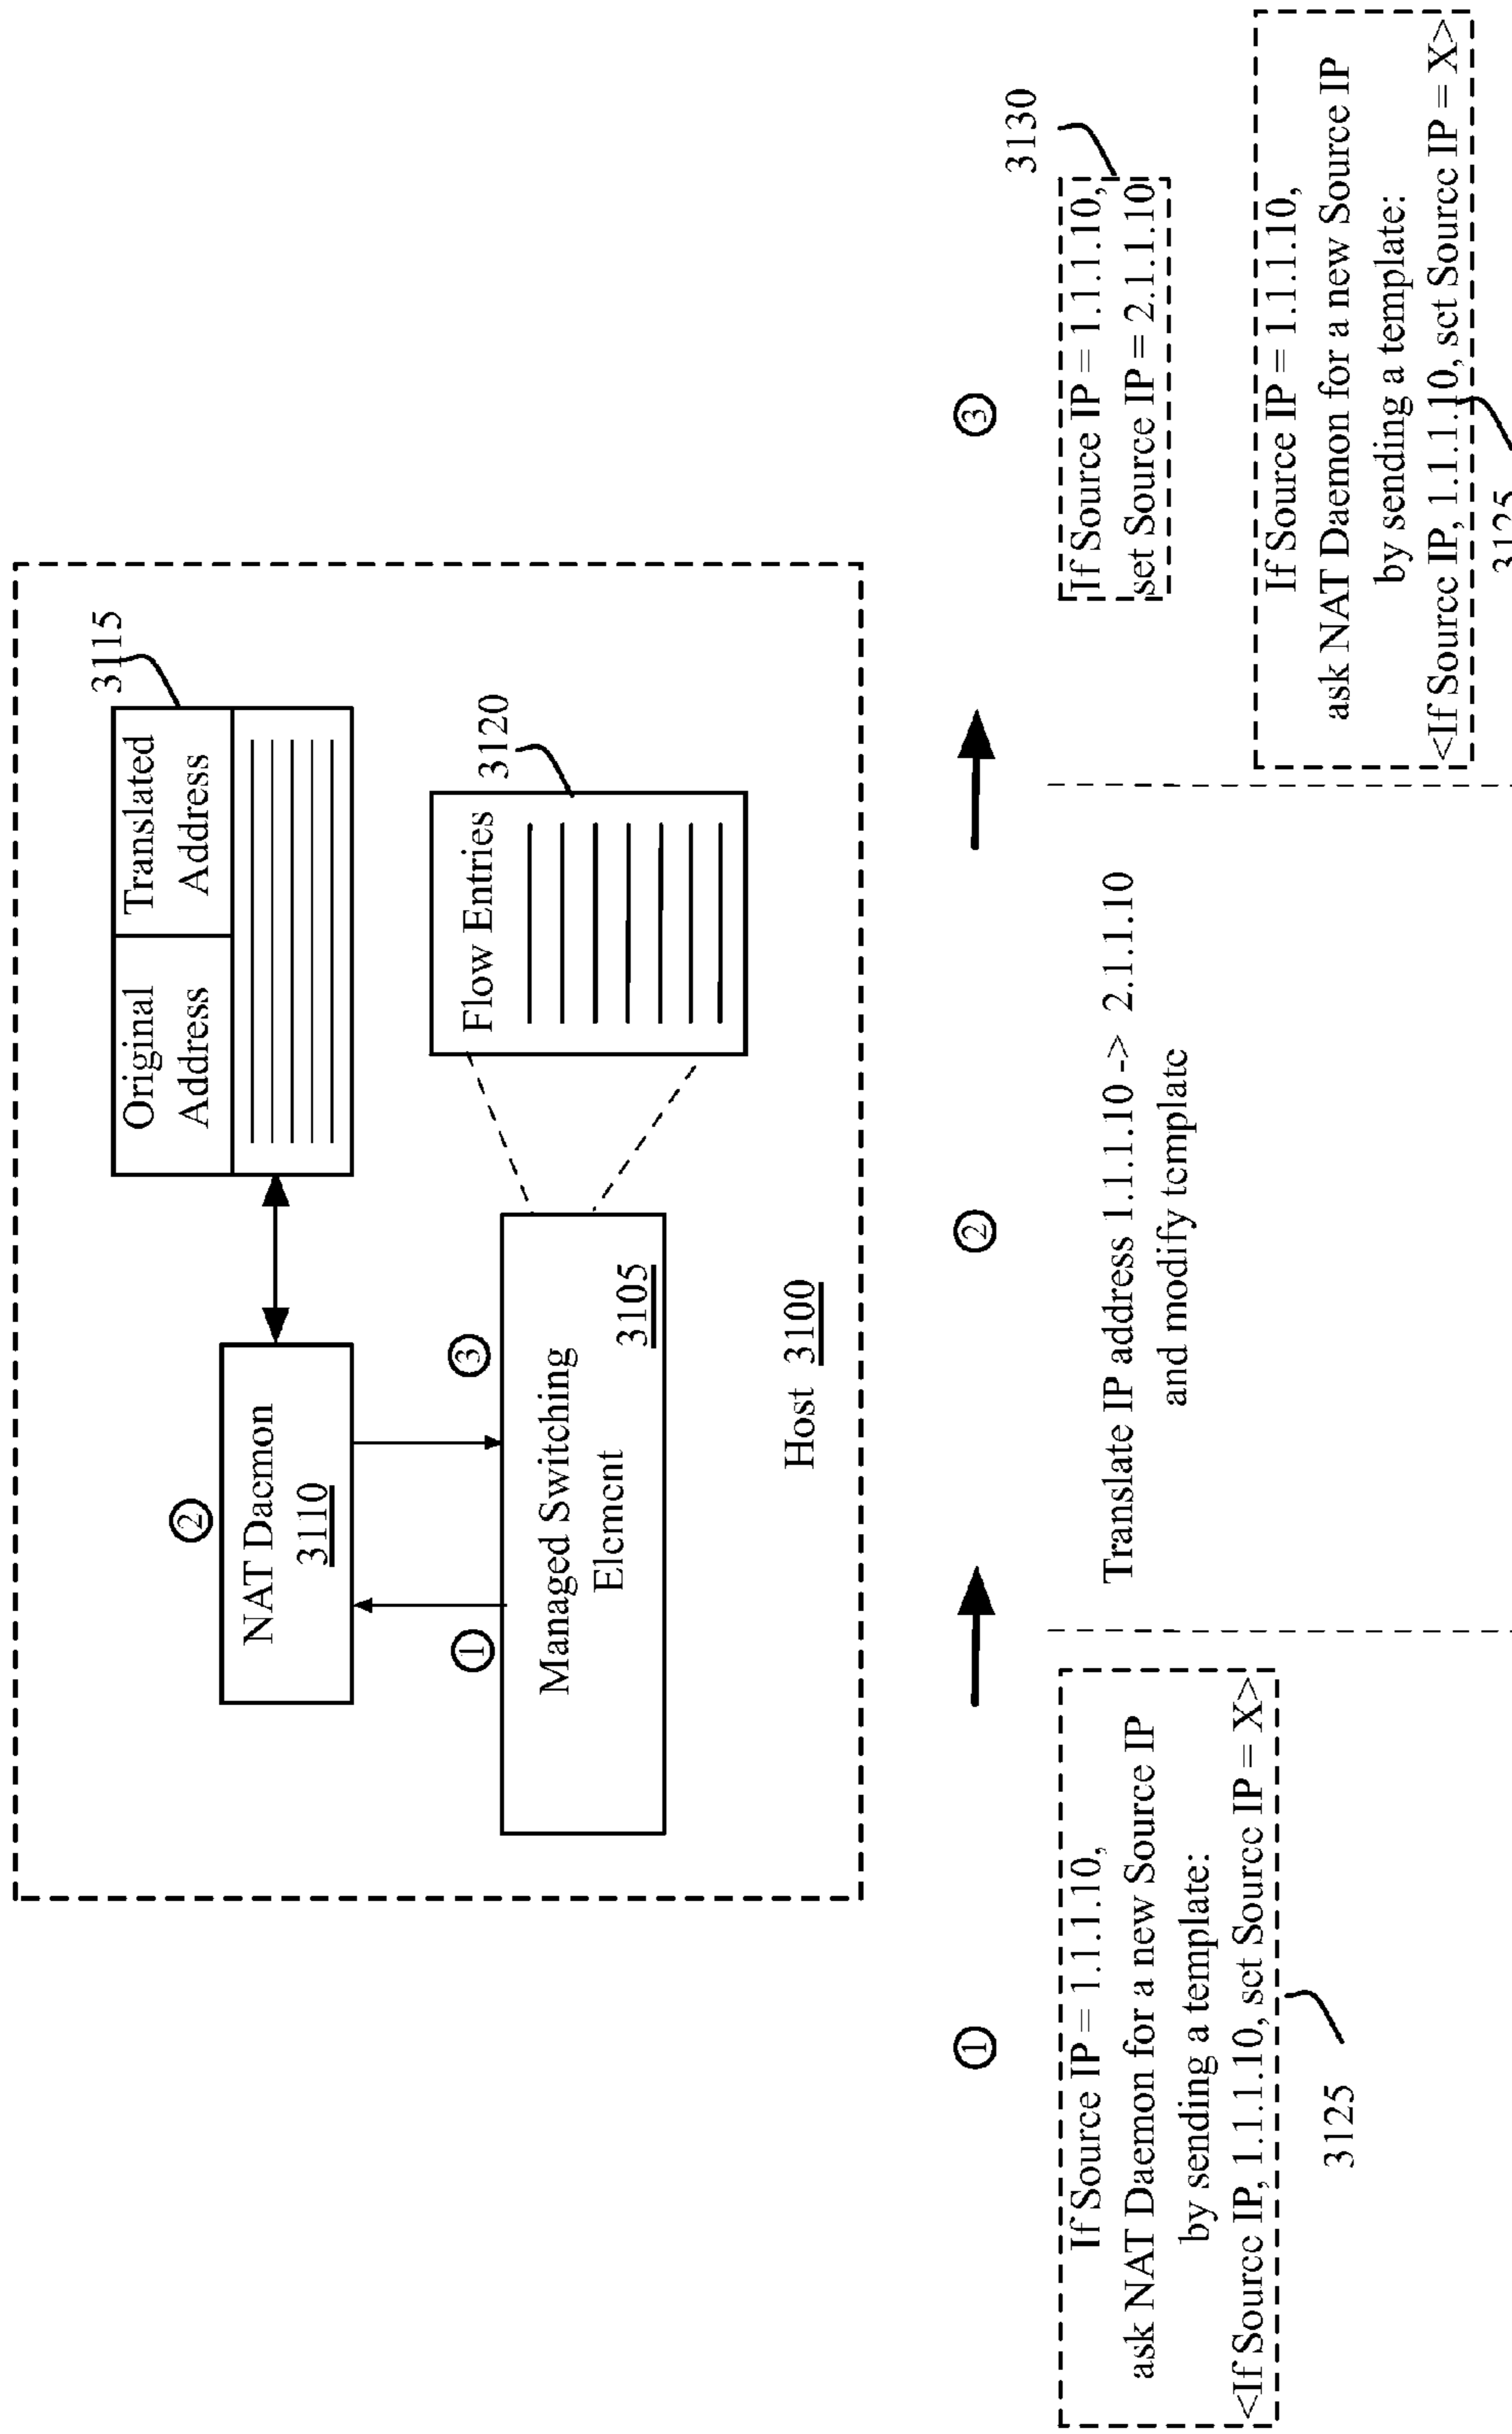 ②
NAT Daemon
3110
Original
Address
Translated
Address
3115
①
③
Managed Switching
Element
3105
Flow Entries
3120
Host 3100
①
If Source IP = 1.1.1.10,
ask NAT Daemon for a new Source IP
by sending a template:
<If Source IP, 1.1.1.10, set Source IP = X>
3125
②
Translate IP address 1.1.1.10 -> 2.1.1.10
and modify template
③
3130
If Source IP = 1.1.1.10,
set Source IP = 2.1.1.10
If Source IP = 1.1.1.10,
ask NAT Daemon for a new Source IP
by sending a template:
<If Source IP, 1.1.1.10, set Source IP = X>
3125